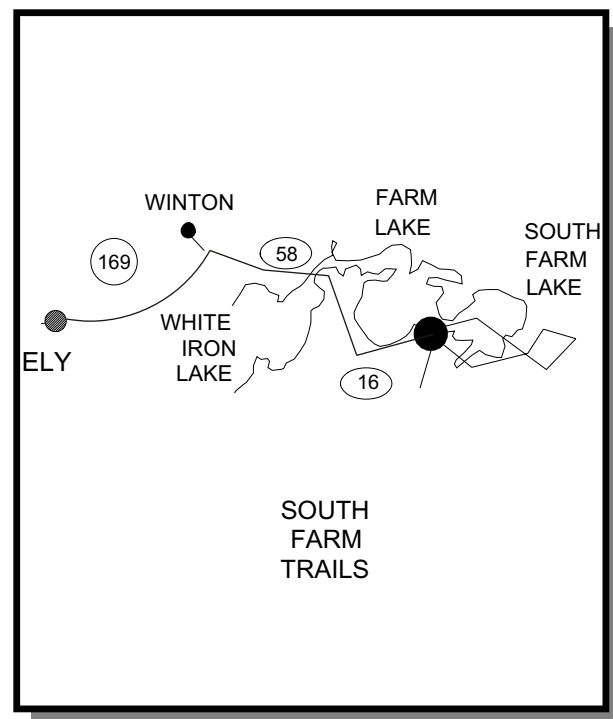 WINTON
FARM
LAKE
SOUTH
FARM
LAKE
58
169
WHITE
IRON
LAKE
ELY
16
SOUTH
FARM
TRAILS